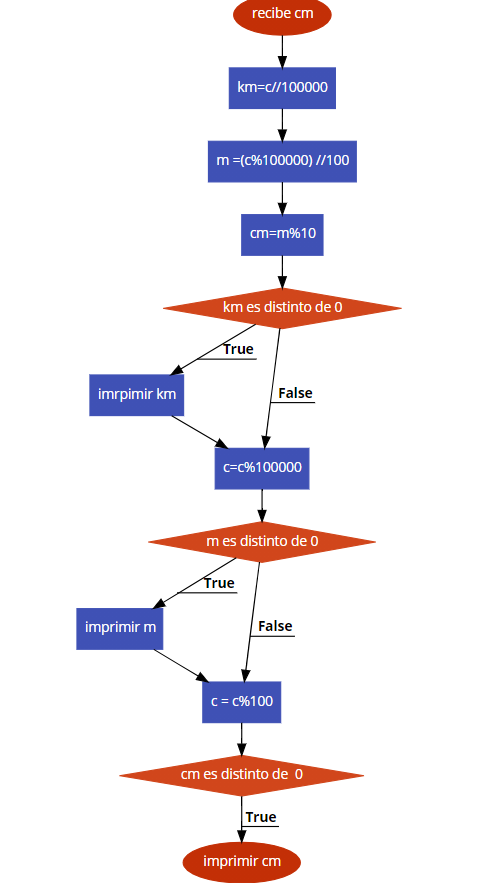 recibe cm
km=c//100000
m =(c%100000) //100
cm=m%10
km es distinto de 0
True
imrpimir km
False
c=c%100000
m es distinto de 0
True
imprimir m
False
c = c%100
cm es distinto de  0
True
imprimir cm